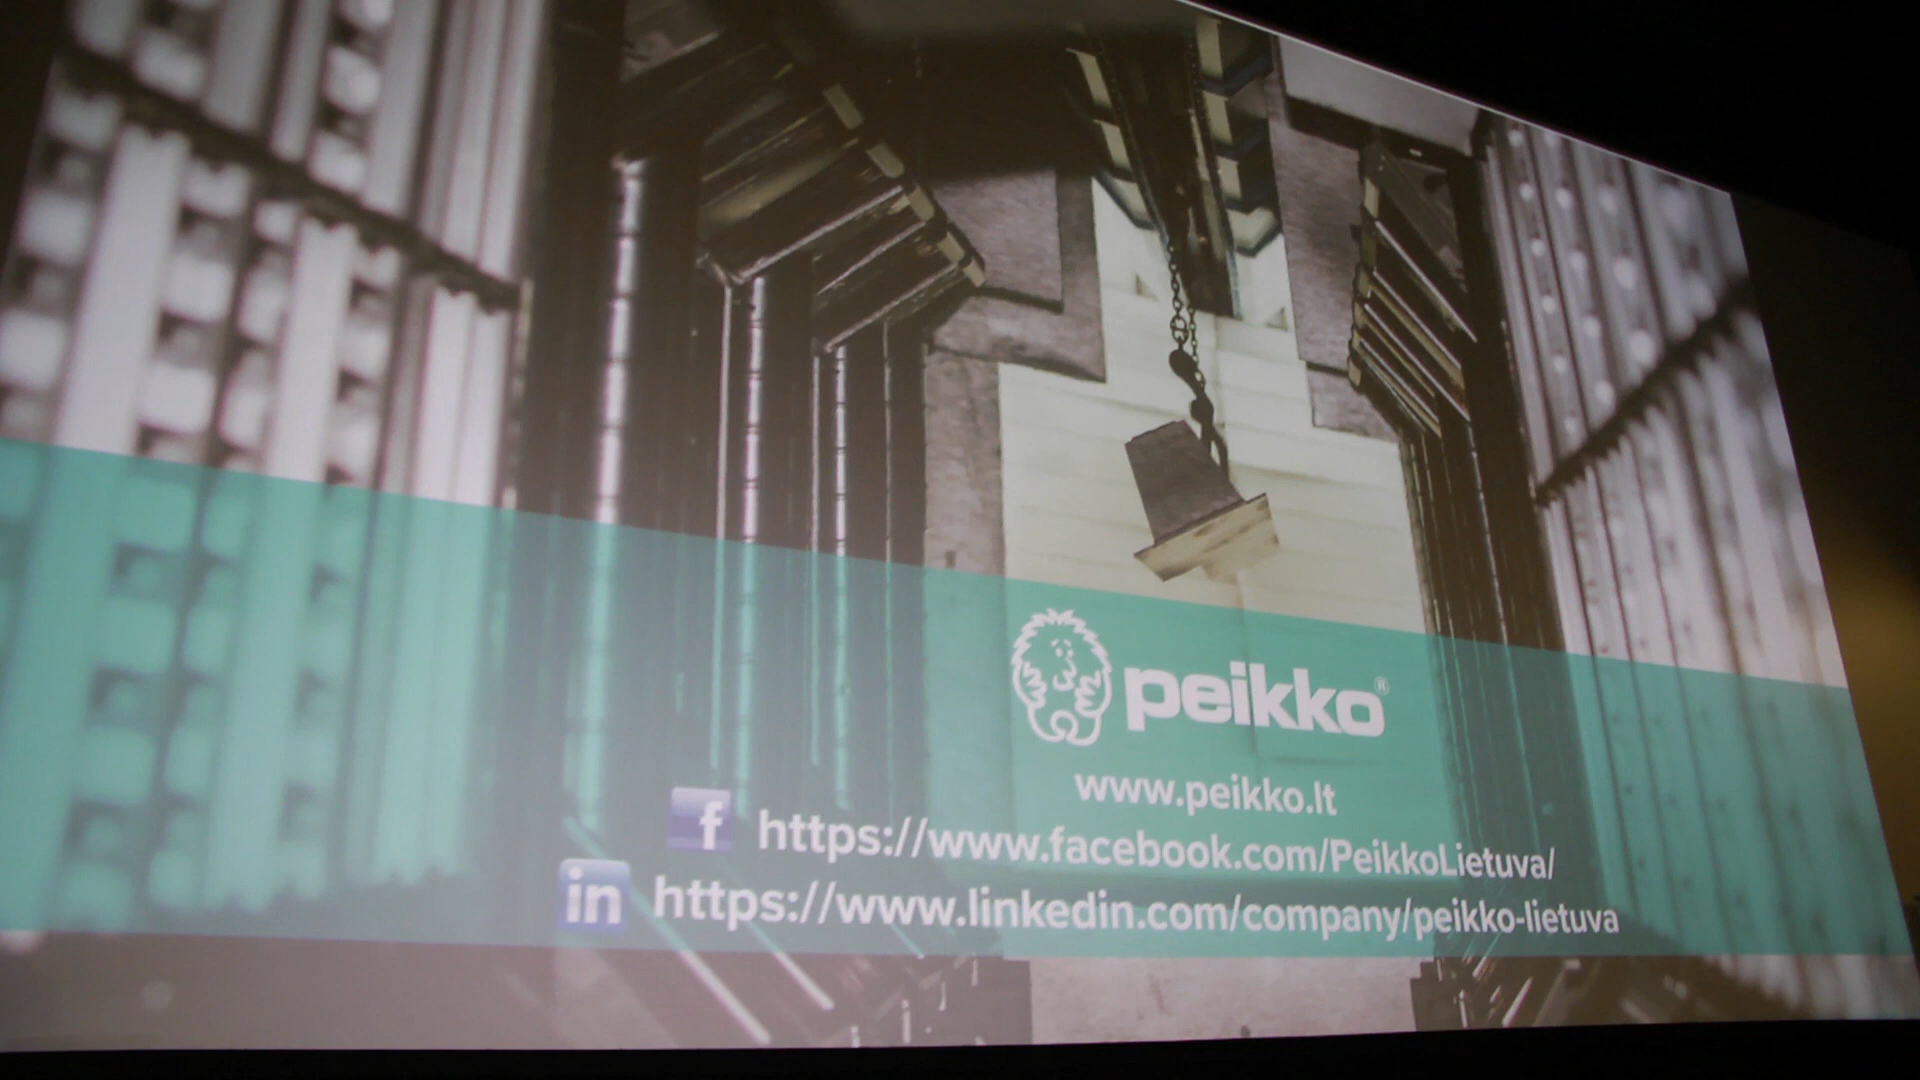 peikko®
www.peikko.lt
f https://www.facebook.com/PeikkoLietuva/
in https://www.linkedin.com/company/peikko-lietuva